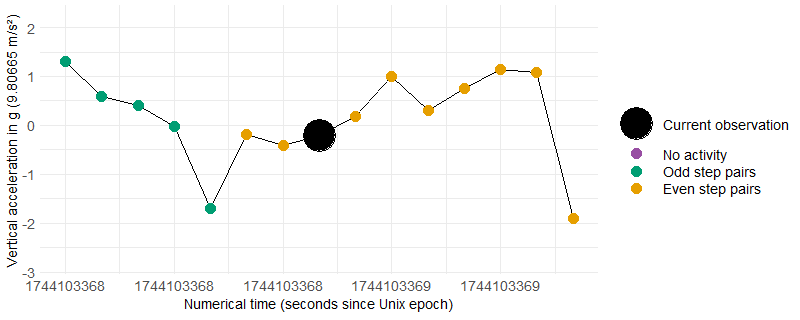 Vertical acceleration in g (9.80665 m/s²)
2
1
0
-1
-2
-3
1744103368 1744103368 1744103368 1744103369 1744103369
Numerical time (seconds since Unix epoch)
Current observation
No activity
Odd step pairs
Even step pairs